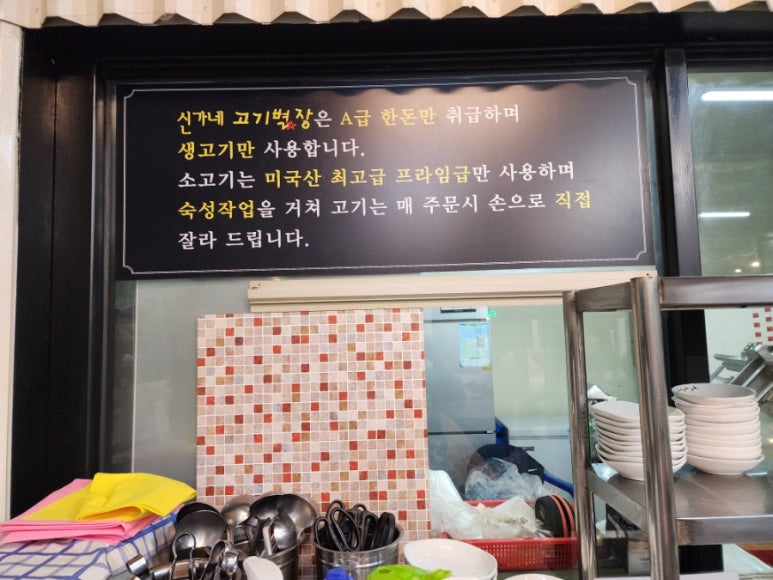 신가네 고기벅장은 A급 한돈만 취급하며
생고기만 사용합니다.
소고기는 미국산 최고급 프라임급만 사용하며
숙성작업을 거쳐 고기는 매 주문시 손으로 직접
잘라 드립니다.